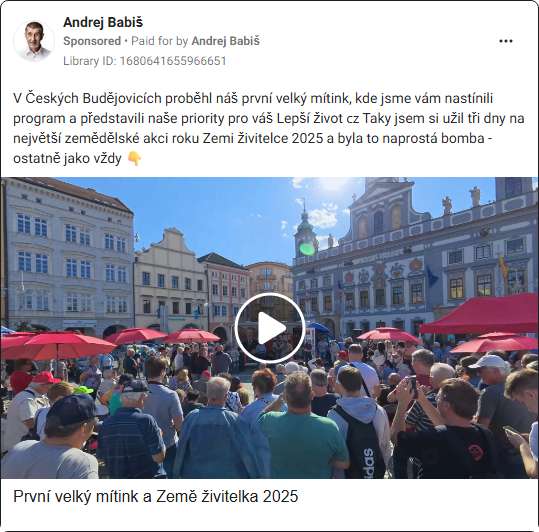 Andrej Babiš
Sponsored • Paid for by Andrej Babiš
Library ID: 1680641655966651
V Českých Budějovicích proběhl náš první velký mítink, kde jsme vám nastínili
program a představili naše priority pro váš Lepší život cz Taky jsem si užil tři dny na
největší zemědělské akci roku Zemi živitelce 2025 a byla to naprostá bomba -
ostatně jako vždy 👇
adidas
První velký mítink a Země živitelka 2025